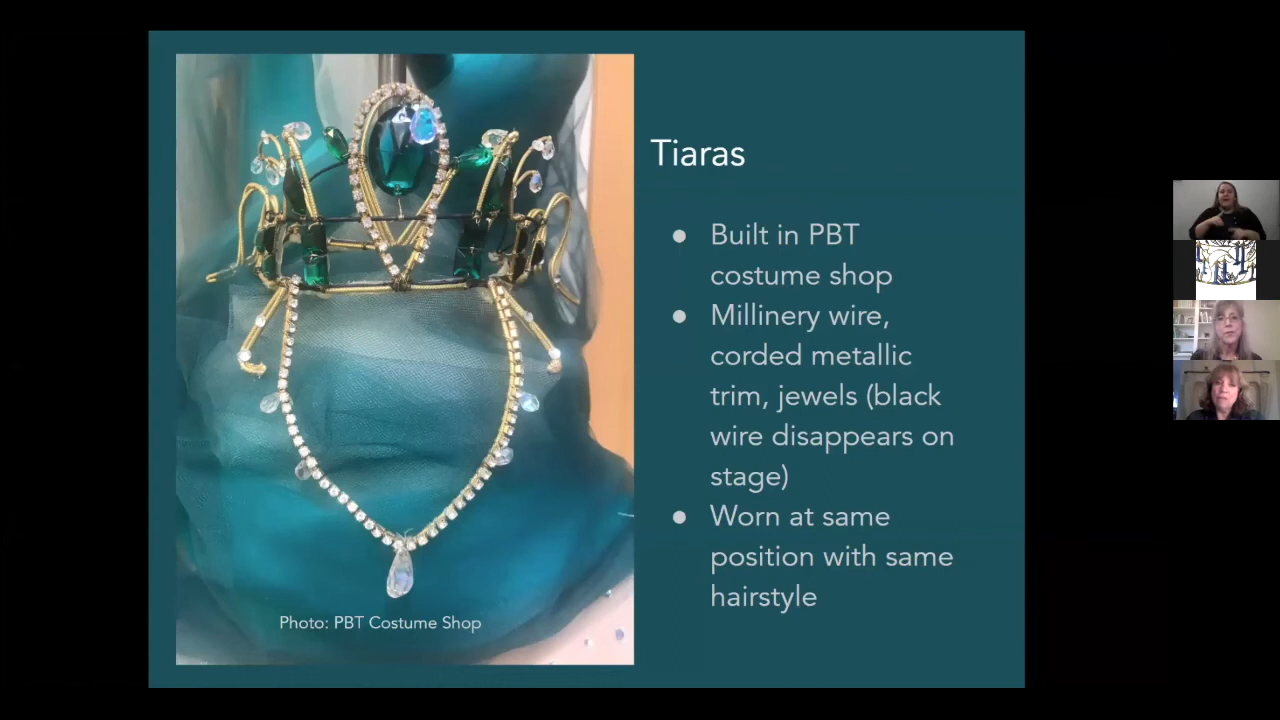 Tiaras
● Built in PBT
costume shop
● Millinery wire,
corded metallic
trim, jewels (black
wire disappears on
stage)
● Worn at same
position with same
hairstyle
Photo: PBT Costume Shop